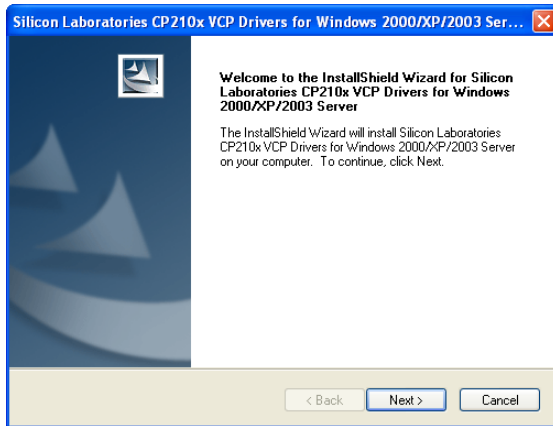 Silicon Laboratories CP210x VCP Drivers for Windows 2000/XP/2003 Ser...
Welcome to the InstallShield Wizard for Silicon
Laboratories CP210x VCP Drivers for Windows
2000/XP/2003 Server
The InstallShield Wizard will install Silicon Laboratories
CP210x VCP Drivers for Windows 2000/XP/2003 Server
on your computer. To continue, click Next.
< Back Next > Cancel